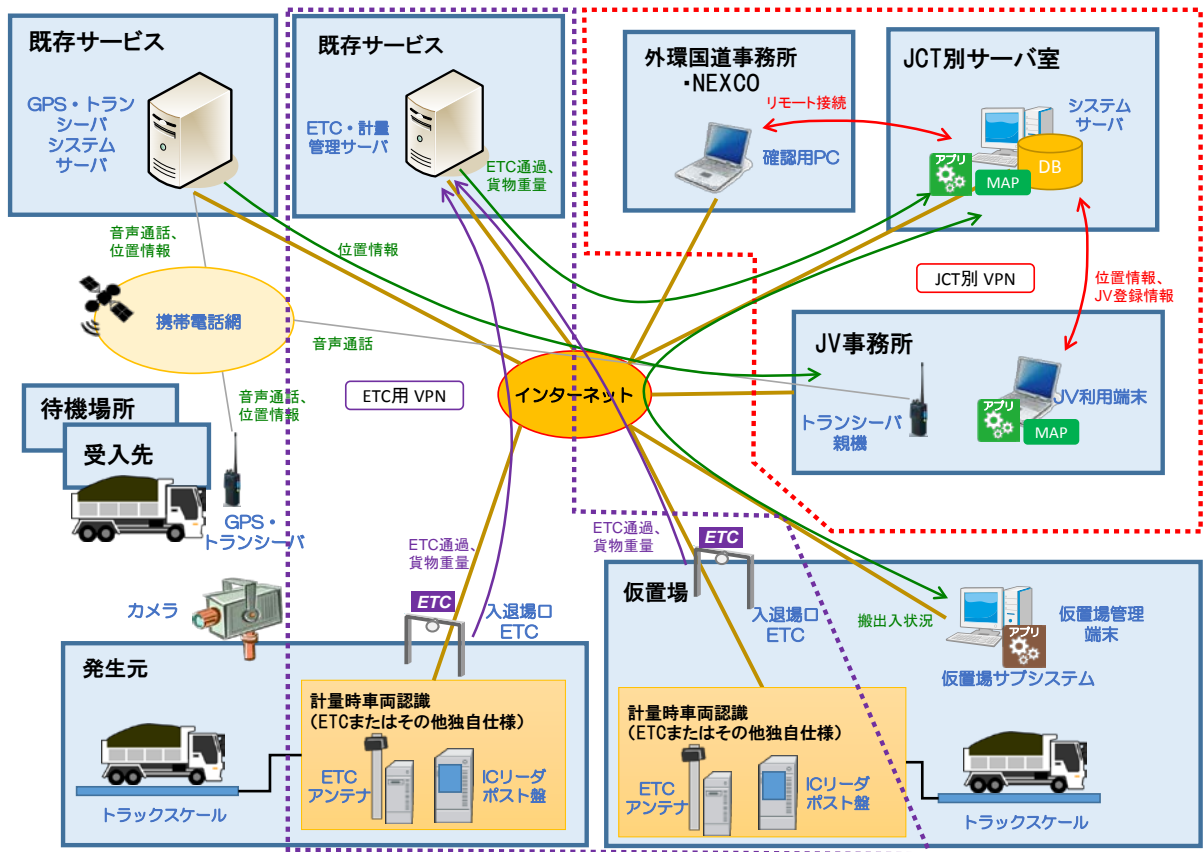 既存サービス
GPS・トラン
シーバ
システム
サーバ
既存サービス
ETC・計量
管理サーバ
ETC通過、
貨物重量
外環国道事務所
・NEXCO
リモート接続
確認用PC
JCT別サーバ室
システム
サーバ
アプリ
MAP
DB
音声通話、
位置情報
位置情報
携帯電話網
音声通話
JCT別 VPN
位置情報、
JV登録情報
JV事務所
トランシーバ
親機
アプリ
MAP
JV利用端末
ETC用 VPN
インターネット
待機場所
受入先
音声通話、
位置情報
GPS・
トランシーバ
カメラ
ETC通過、
貨物重量
ETC
入退場口
ETC
発生元
トラックスケール
計量時車両認識
(ETCまたはその他独自仕様)
ETC
アンテナ
ICリーダ
ポスト盤
ETC通過、
貨物重量
ETC
仮置場
入退場口
ETC
搬出入状況
アプリ
仮置場管理
端末
仮置場サブシステム
計量時車両認識
(ETCまたはその他独自仕様)
ETC
アンテナ
ICリーダ
ポスト盤
トラックスケール